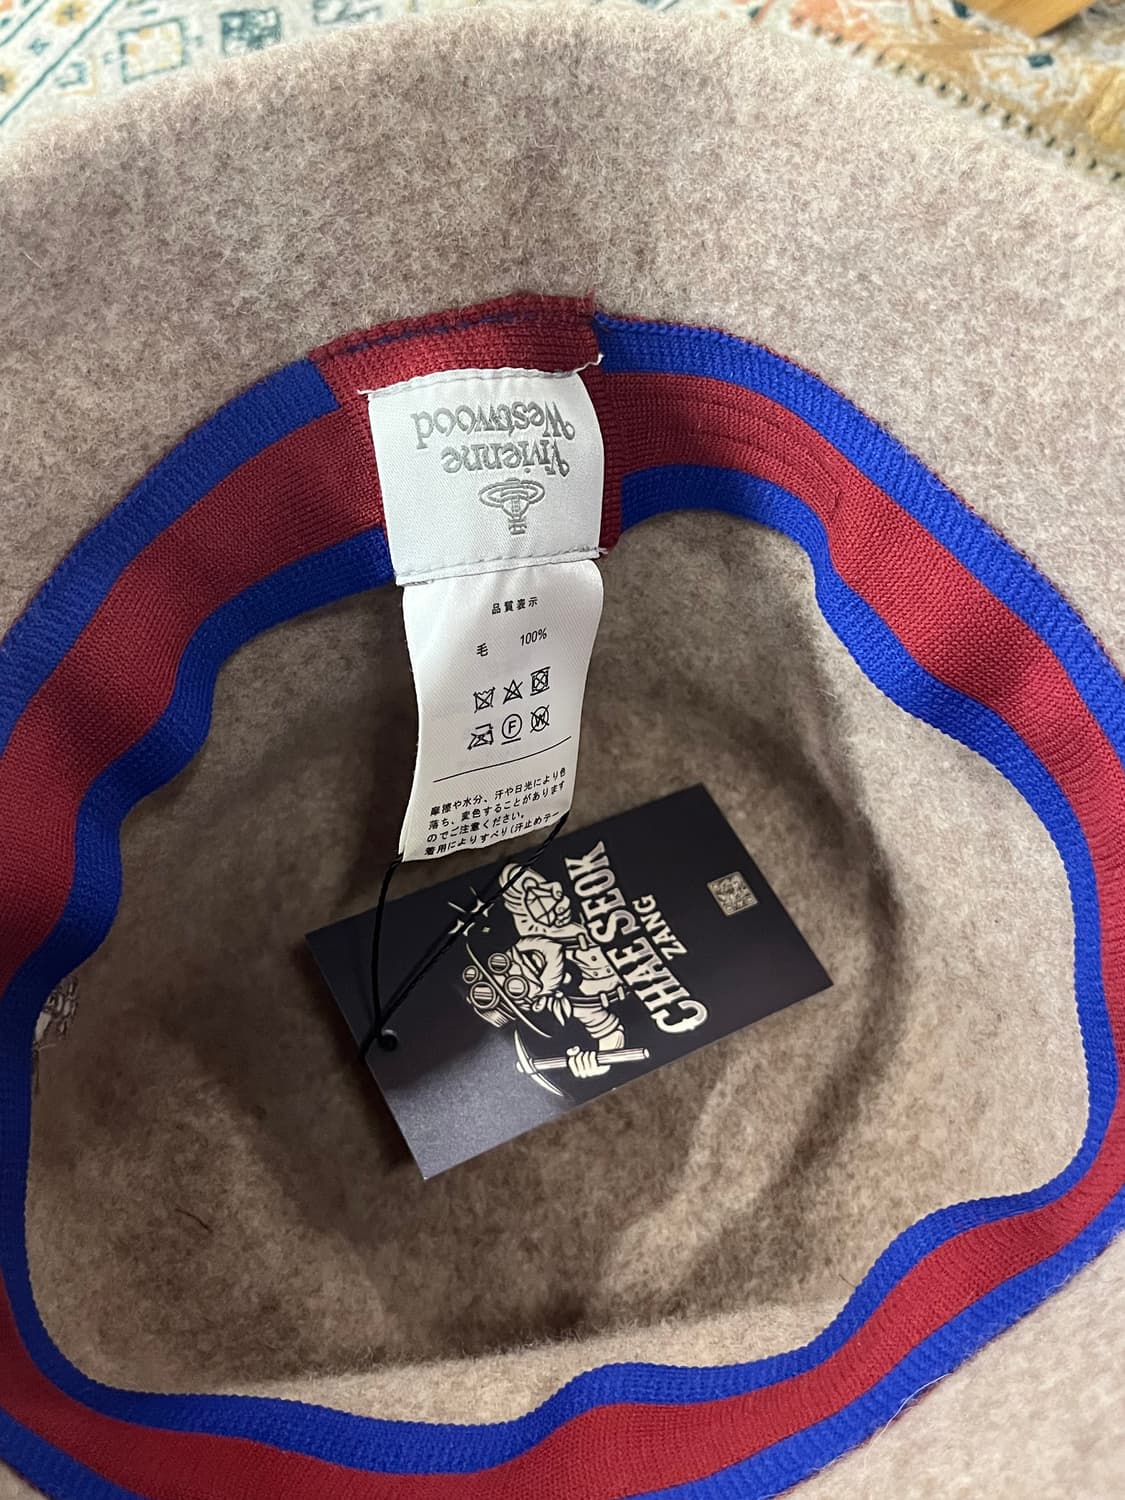 Vivienne
Westwood
品質表示
毛 100%
F
W
摩擦や水分、汗や日光により色
落ち、変色することがあります
のでご注意ください。
着用によりすべり(汗止めテー
CHAE SEOK
ZANG